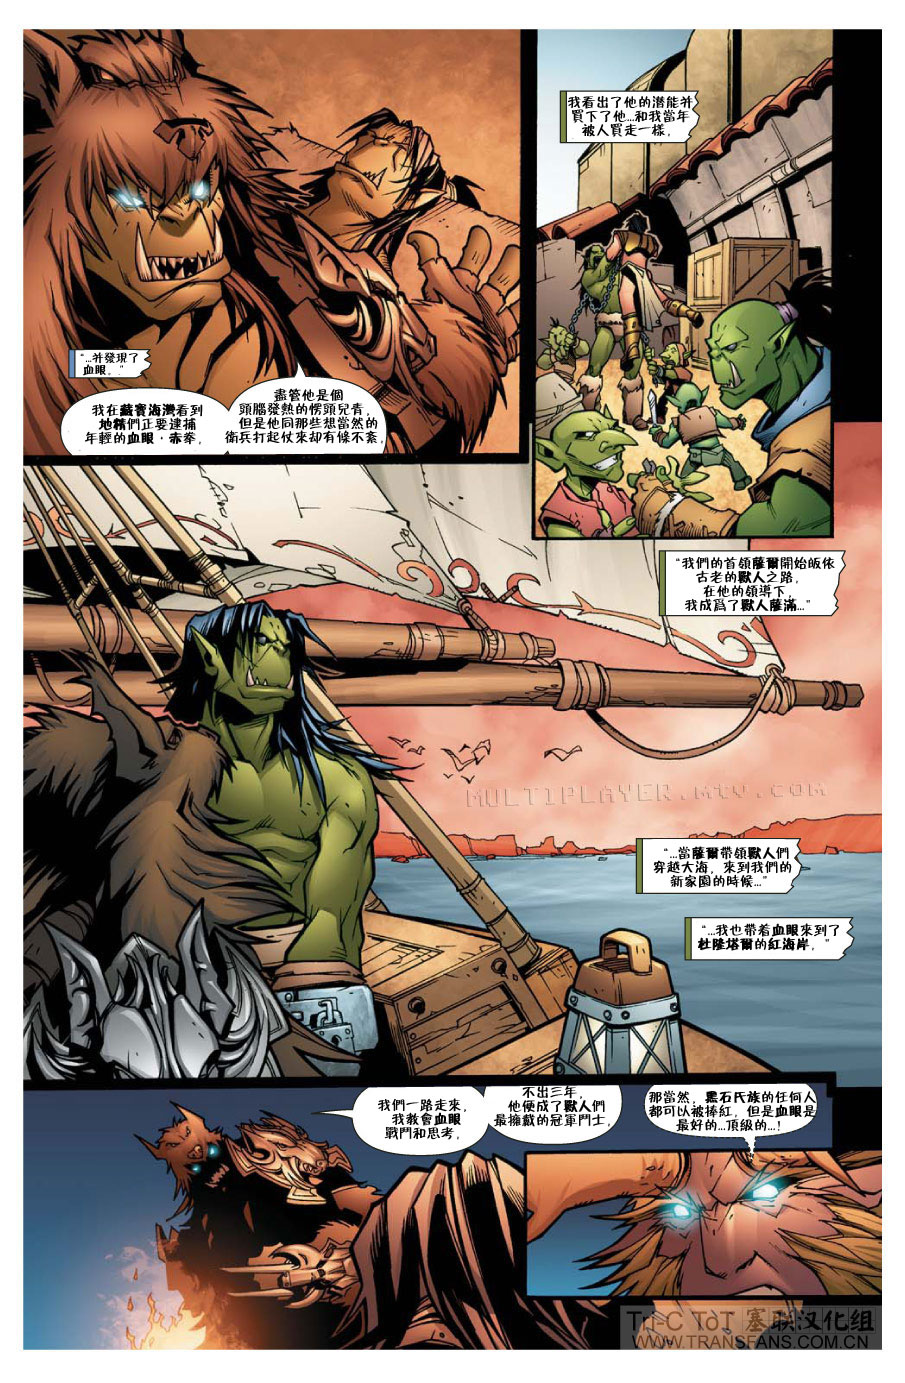 “...并發現了
血眼。”
我在藏寶海灣看到
地精們正要逮捕
年輕的血眼·赤拳，
盡管他是個
頭腦發熱的愣頭兒青，
但是他同那些想當然的
衛兵打起仗來却有條不紊，
我看出了他的潛能并
買下了他...和我當年
被人買走一樣，
“我們的首領薩爾開始皈依
古老的獸人之路，
在他的領導下，
我成爲了獸人薩滿...”
MULTIPLAYER.MTV.COM
“...當薩爾帶領獸人們
穿越大海，來到我們的
新家園的時候...”
“...我也帶着血眼來到了
杜隆塔爾的紅海岸，”
我們一路走來，
我教會血眼
戰鬥和思考，
不出三年，
他便成了獸人們
最擁戴的冠軍鬥士，
那當然，黑石氏族的任何人
都可以被捧紅，但是血眼是
最好的...頂級的...!
TF-C TST 塞联汉化组
WWW.TRANSFANS.COM.CN